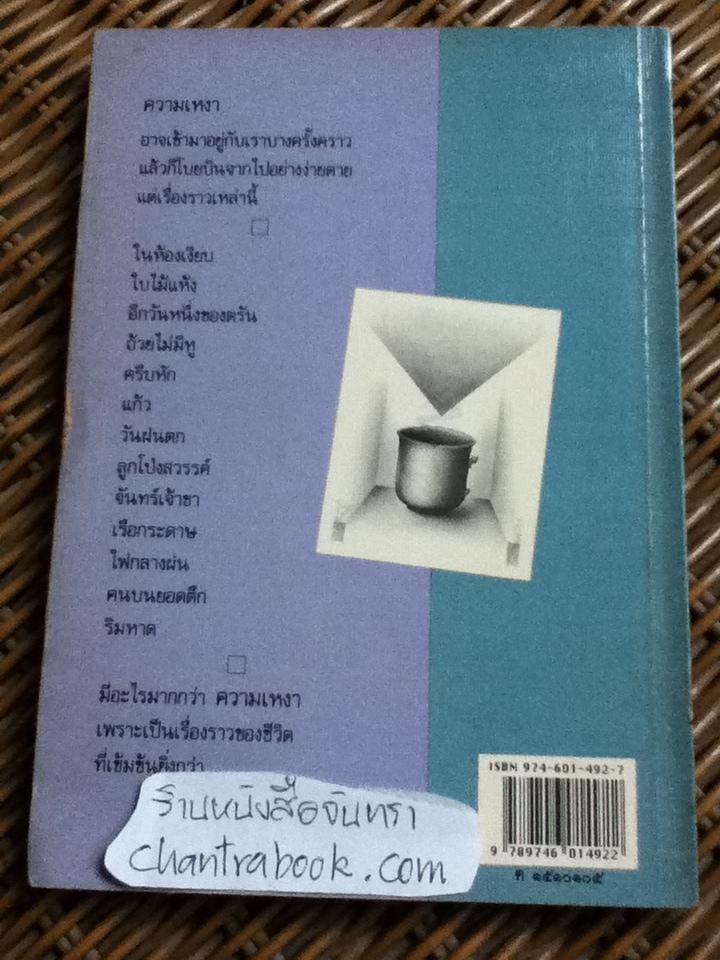 ความเหงา
อาจเข้ามาอยู่กับเราบางครั้งคราว
แล้วก็โบยบินจากไปอย่างง่ายดาย
แต่เรื่องราวเหล่านี้
ในห้องเงียบ
ใบไม้แห้ง
อีกวันหนึ่งของตรัน
ถ้วยไม่มีหู
ครีบหัก
แก้ว
วันฝนตก
ลูกโป่งสวรรค์
จันทร์เจ้าขา
เรือกระดาษ
ไฟกลางฝน
คนบนยอดตึก
ริมหาด
มีอะไรมากกว่า ความเหงา
เพราะเป็นเรื่องราวของชีวิต
ที่เข้มข้นยิ่งกว่า
ร้านหนังสือจันทรา
chantrabook.com
ISBN 974-601-492-7
9 789746 014922
ค ๑๕๑๐๑๐๕